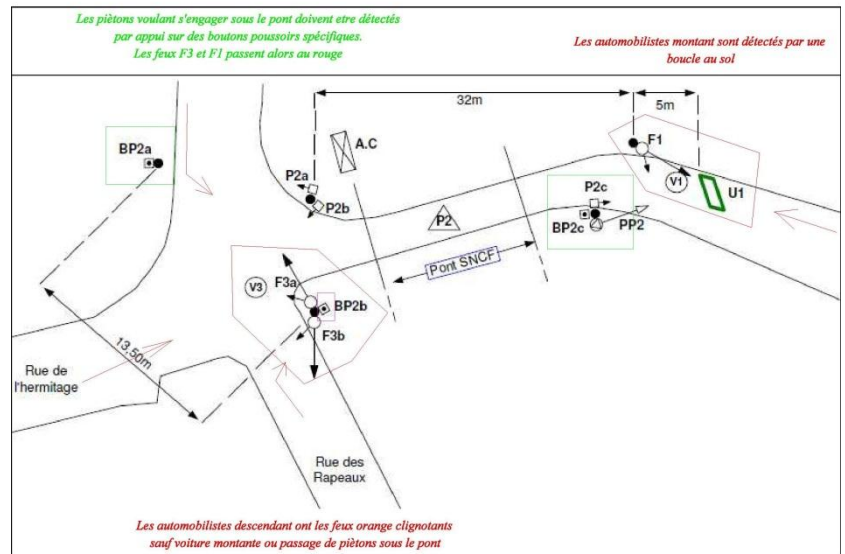 Les piètons voulant s'engager sous le pont doivent etre détectés
par appui sur des boutons poussoirs spécifiques.
Les feux F3 et F1 passent alors au rouge
Les automobilistes montant sont détectés par une
boucle au sol
32m
5m
BP2a
A.C
F1
P2a
P2b
V1
U1
P2c
P2
BP2c
PP2
Pont SNCF
V3
F3a
BP2b
F3b
13,50m
Rue de
l'hermitage
Rue des
Rapeaux
Les automobilistes descendant ont les feux orange clignotants
sauf voiture montante ou passage de piètons sous le pont